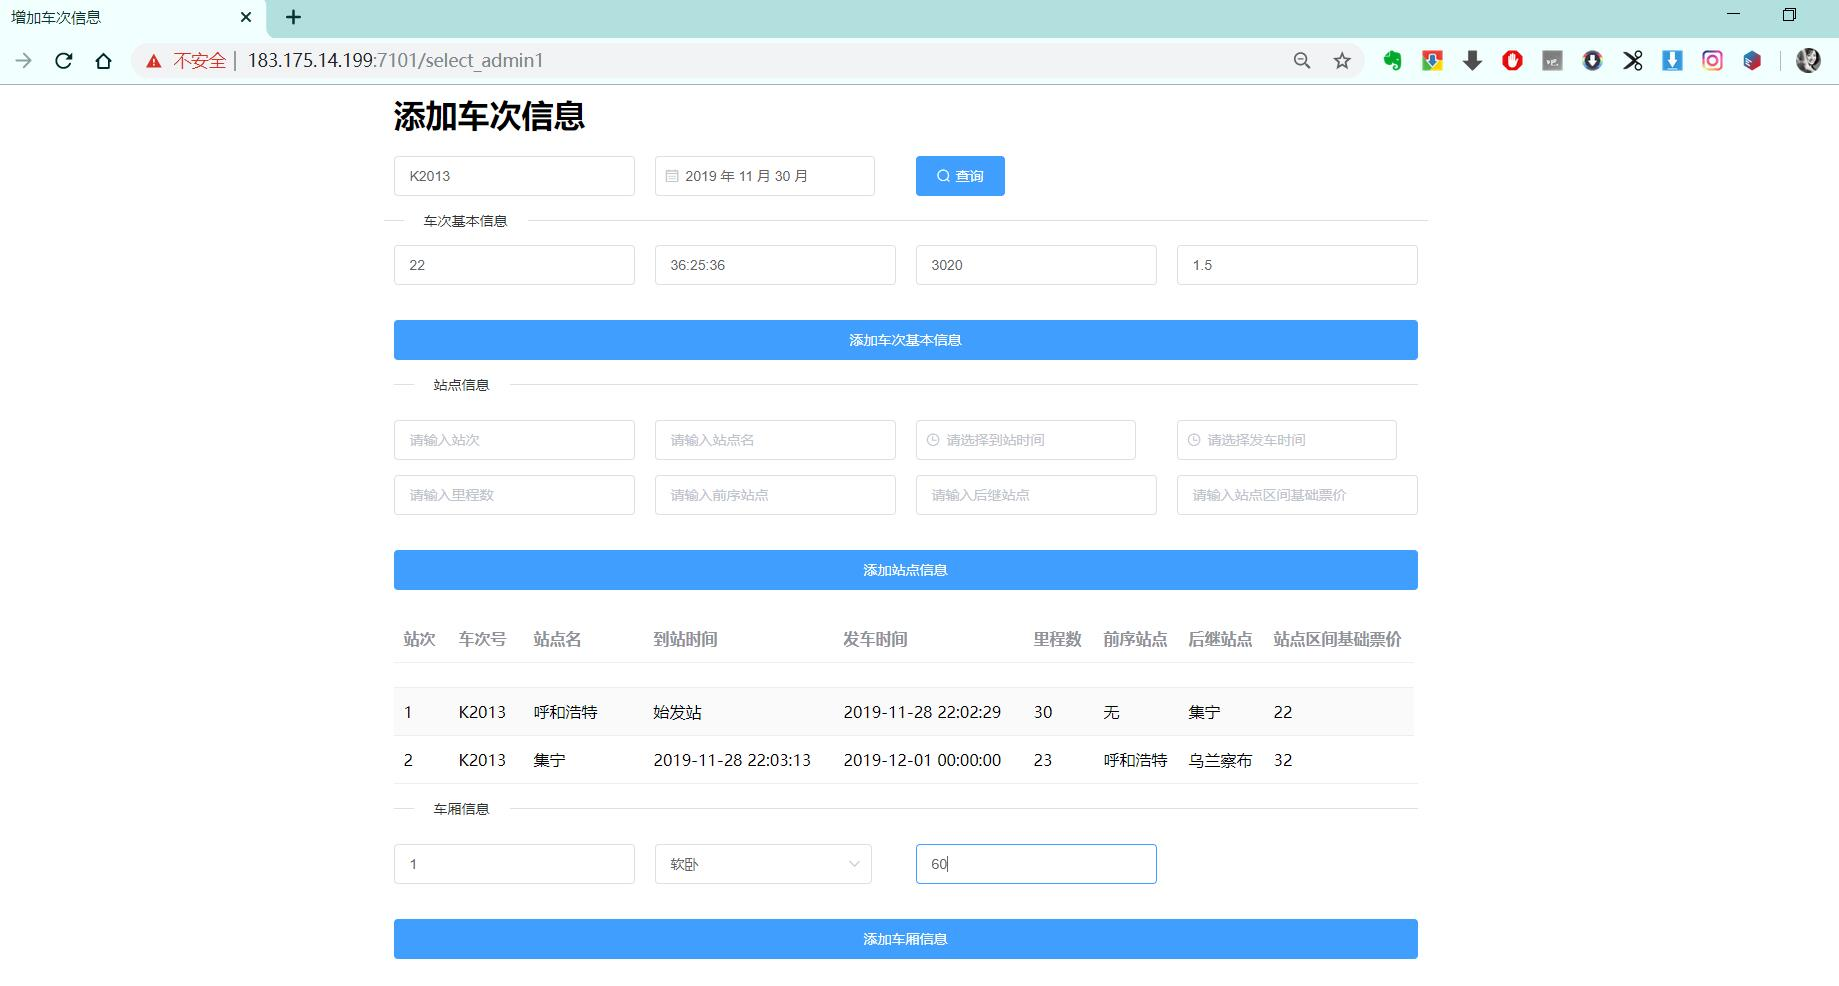 增加车次信息
不安全 | 183.175.14.199:7101/select_admin1
添加车次信息
K2013 2019 年 11 月 30 日 查询
车次基本信息
22 36:25:36 3020 1.5
添加车次基本信息
站点信息
请输入站次 请输入站点名 请选择到站时间 请选择发车时间
请输入里程数 请输入前序站点 请输入后继站点 请输入站点区间基础票价
添加站点信息
站次 车次号 站点名 到站时间 发车时间 里程数 前序站点 后继站点 站点区间基础票价
1 K2013 呼和浩特 始发站 2019-11-28 22:02:29 30 无 集宁 22
2 K2013 集宁 2019-11-28 22:03:13 2019-12-01 00:00:00 23 呼和浩特 乌兰察布 32
车厢信息
1 软卧 60
添加车厢信息